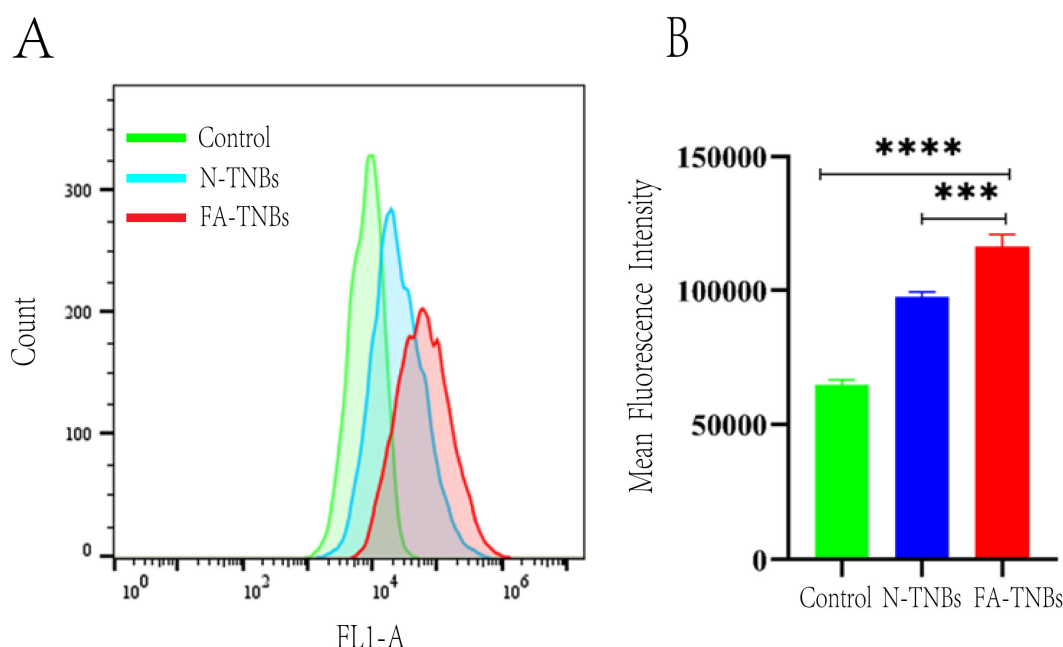 A
Control
N-TNBs
FA-TNBs
300
200
100
0
Count
10^0
10^2
10^4
10^6
FL1-A
B
****
***
150000
100000
50000
0
Mean Fluorescence Intensity
Control N-TNBs FA-TNBs